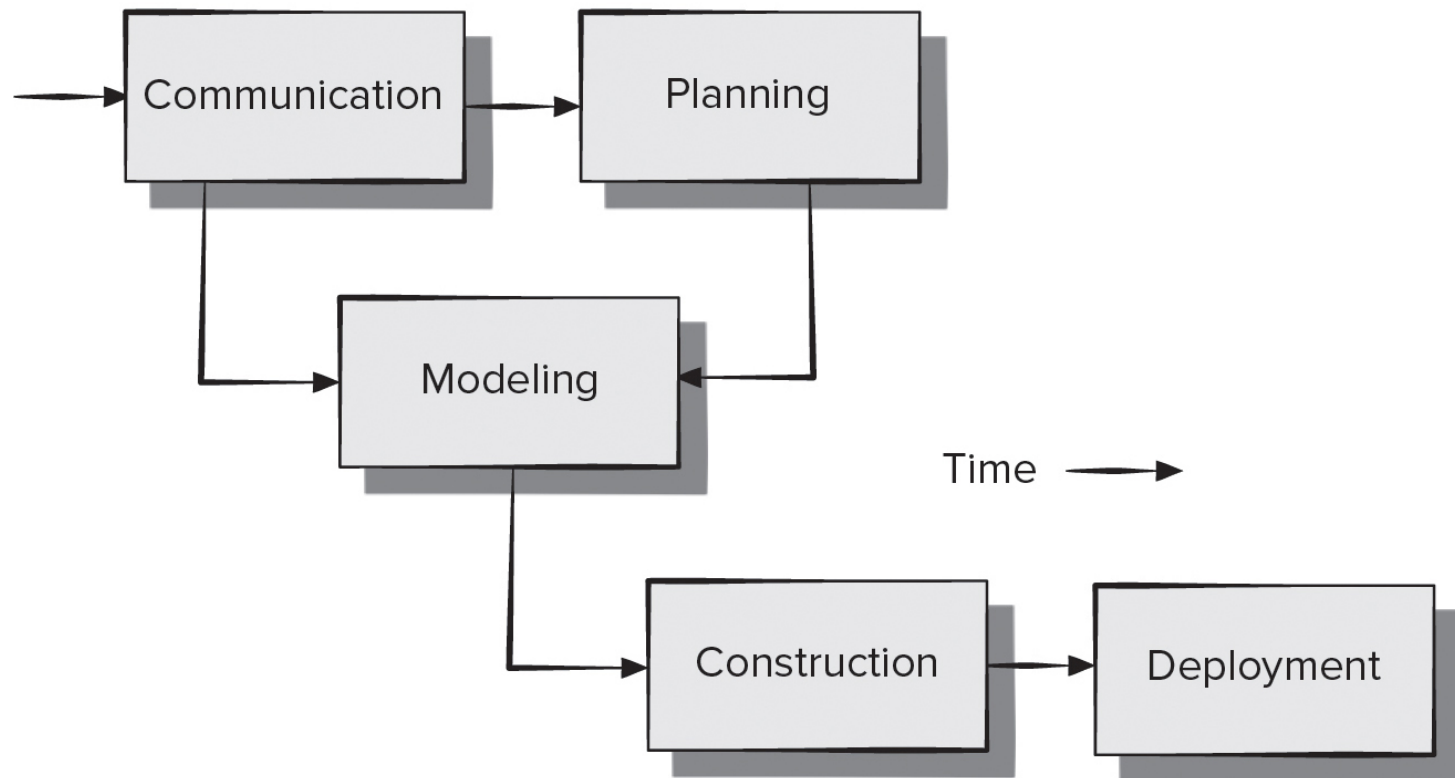 Communication
Planning
Modeling
Time
Construction
Deployment